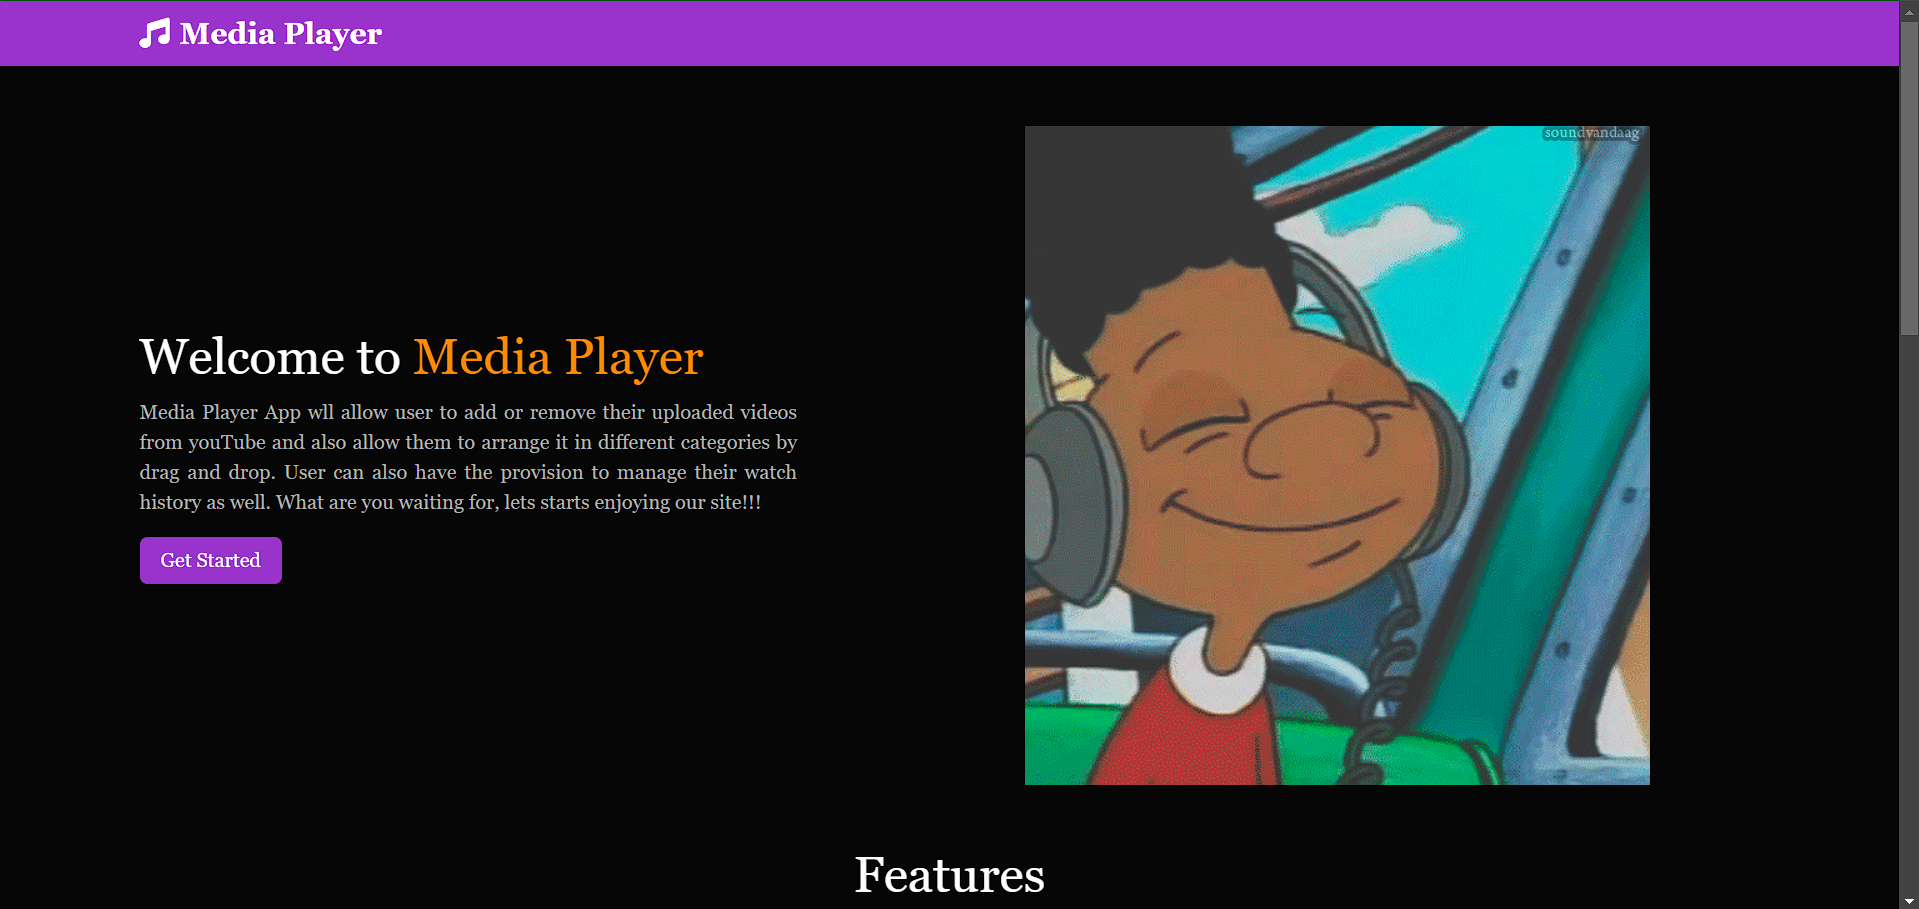 Media Player
soundvandaag
Welcome to Media Player
Media Player App wll allow user to add or remove their uploaded videos
from youTube and also allow them to arrange it in different categories by
drag and drop. User can also have the provision to manage their watch
history as well. What are you waiting for, lets starts enjoying our site!!!
Get Started
Features